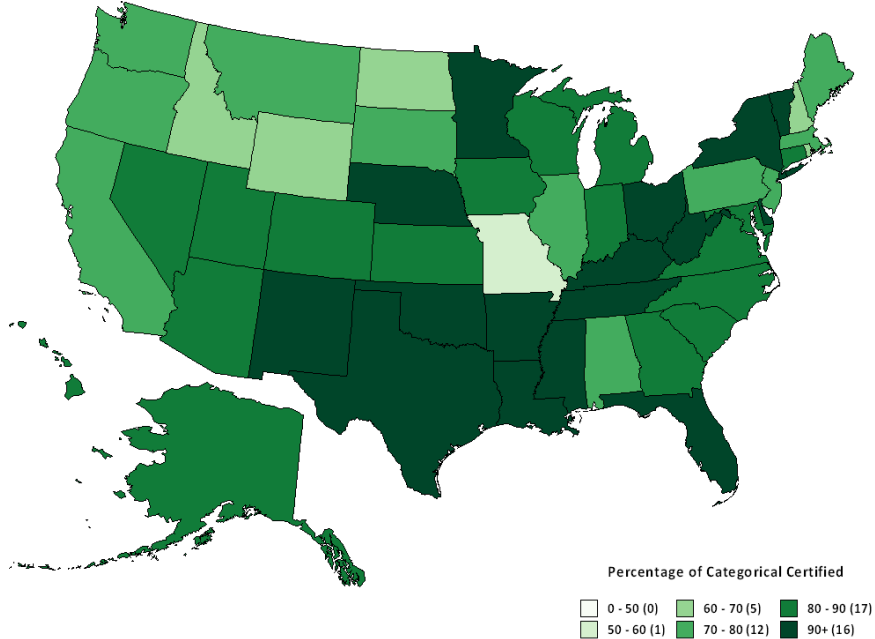 Percentage of Categorical Certified
0 - 50 (0) 60 - 70 (5) 80 - 90 (17)
50 - 60 (1) 70 - 80 (12) 90+ (16)